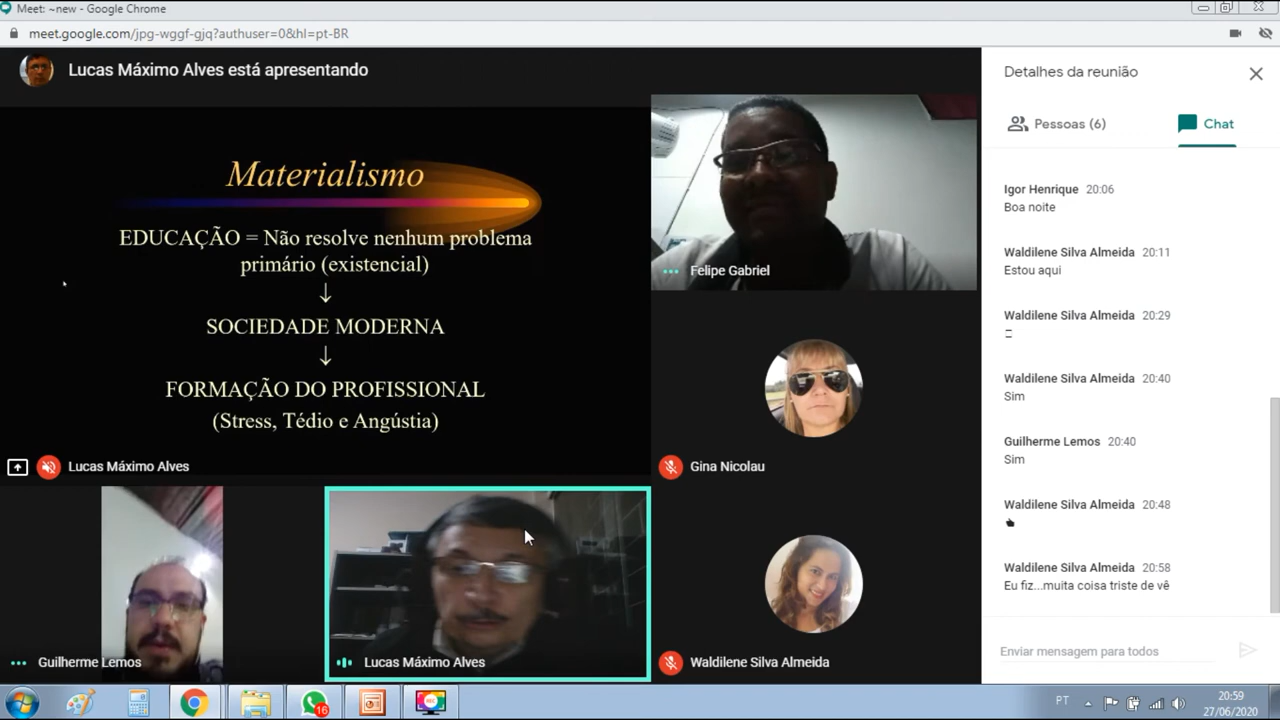 Meet: ~new - Google Chrome
meet.google.com/jpg-wggf-gjq?authuser=0&hl=pt-BR
Lucas Máximo Alves está apresentando
Materialismo
EDUCAÇÃO = Não resolve nenhum problema
primário (existencial)
↓
SOCIEDADE MODERNA
↓
FORMAÇÃO DO PROFISSIONAL
(Stress, Tédio e Angústia)
Lucas Máximo Alves
Felipe Gabriel
Gina Nicolau
Guilherme Lemos
Lucas Máximo Alves
Waldilene Silva Almeida
Detalhes da reunião
Pessoas (6)
Chat
Igor Henrique 20:06
Boa noite
Waldilene Silva Almeida 20:11
Estou aqui
Waldilene Silva Almeida 20:29
Waldilene Silva Almeida 20:40
Sim
Guilherme Lemos 20:40
Sim
Waldilene Silva Almeida 20:48
Waldilene Silva Almeida 20:58
Eu fiz...muita coisa triste de vê
Enviar mensagem para todos
16
REC
PT
20:59
27/06/2020